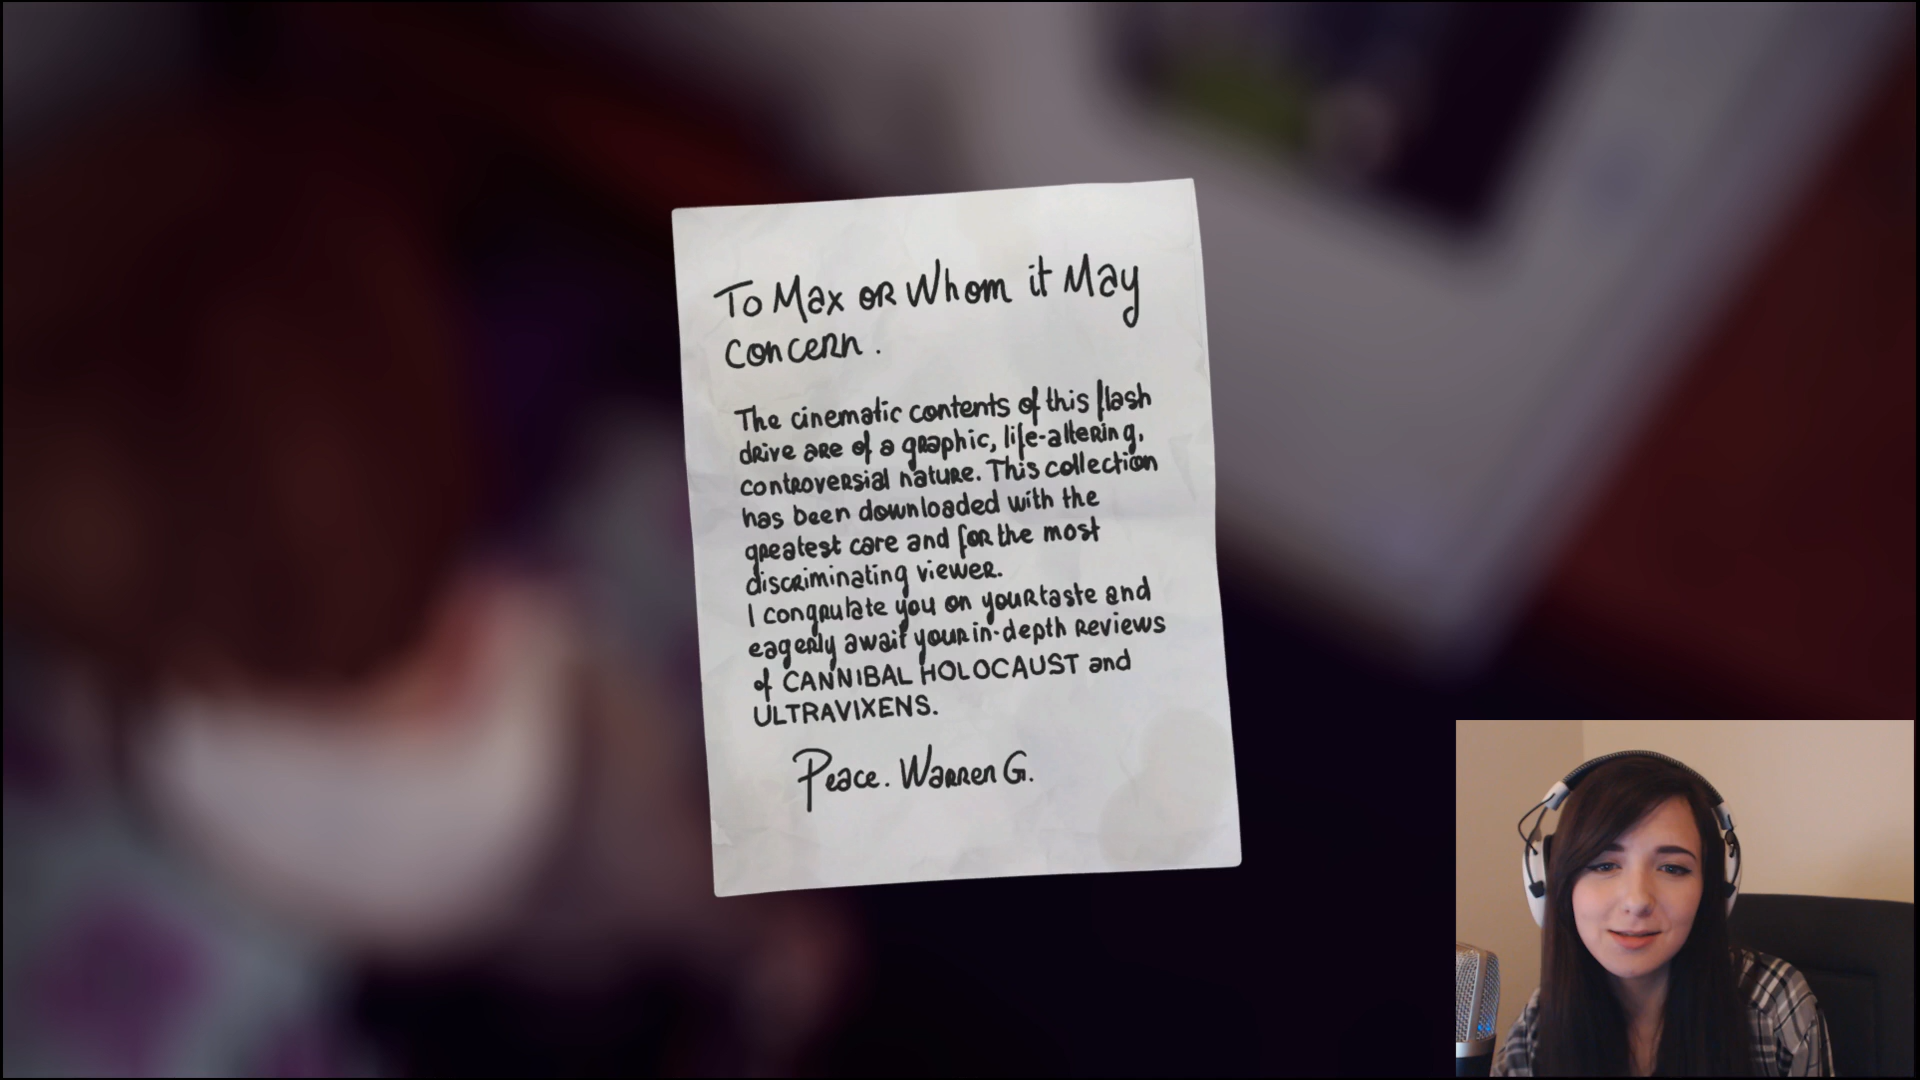 To Max or Whom it May
concern.
The cinematic contents of this flash
drive are of a graphic, life-altering,
controversial nature. This collection
has been downloaded with the
greatest care and for the most
discriminating viewer.
I congrulate you on your taste and
eagerly await your in-depth reviews
of CANNIBAL HOLOCAUST and
ULTRAVIXENS.
Peace. Warren G.